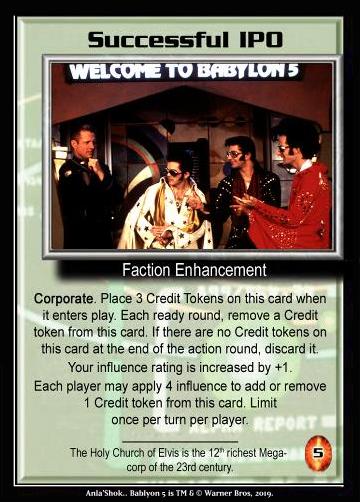 Successful IPO
WELCOME TO BABYLON 5
Faction Enhancement
Corporate. Place 3 Credit Tokens on this card when
it enters play. Each ready round, remove a Credit
token from this card. If there are no Credit tokens on
this card at the end of the action round, discard it.
Your influence rating is increased by +1.
Each player may apply 4 influence to add or remove
1 Credit token from this card. Limit
once per turn per player.
The Holy Church of Elvis is the 12th richest Mega-
corp of the 23rd century.
5
Anla'Shok.. Bablyon 5 is TM & © Warner Bros, 2019.